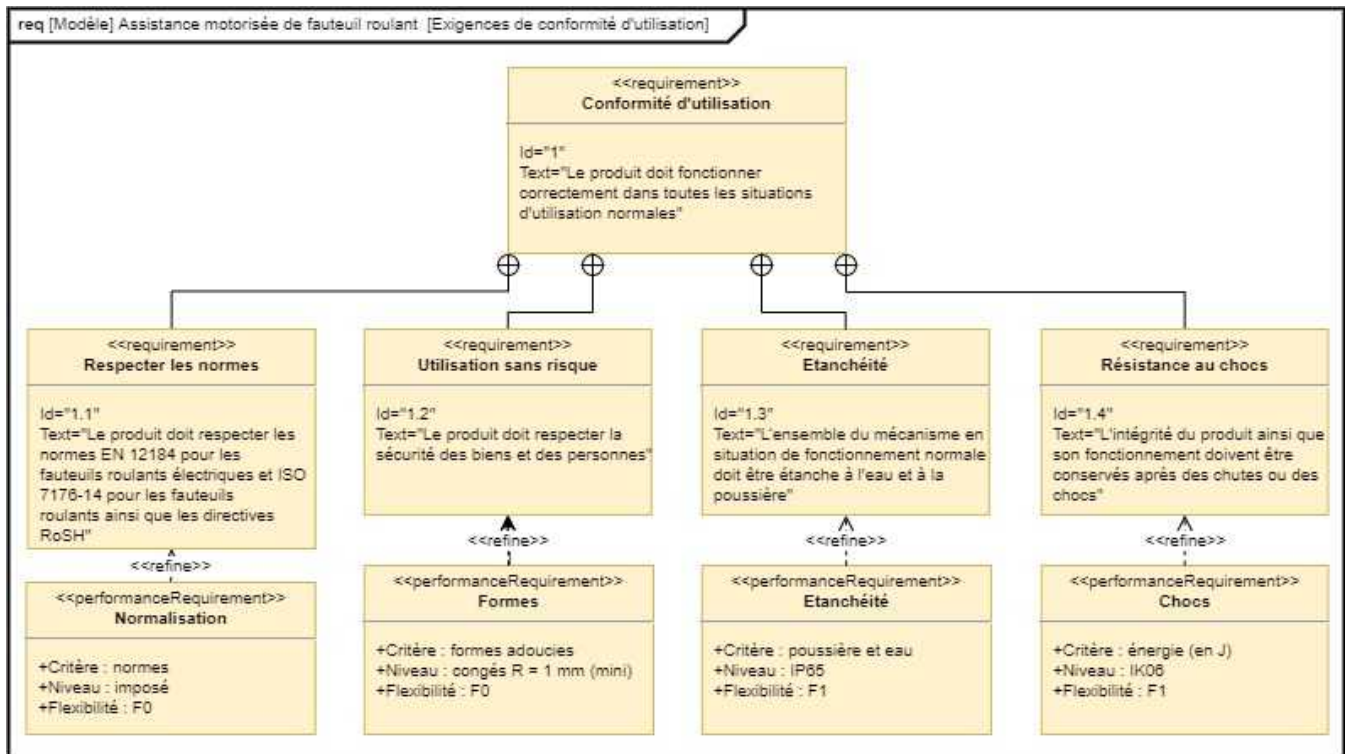 req [Modèle] Assistance motorisée de fauteuil roulant [Exigences de conformité d'utilisation]
<<requirement>>
Conformité d'utilisation
Id="1"
Text="Le produit doit fonctionner
correctement dans toutes les situations
d'utilisation normales"
<<requirement>>
Respecter les normes
Id="1.1"
Text="Le produit doit respecter les
normes EN 12184 pour les
fauteuils roulants électriques et ISO
7176-14 pour les fauteuils
roulants ainsi que les directives
RoSH"
<<refine>>
<<performanceRequirement>>
Normalisation
+Critère : normes
+Niveau : imposé
+Flexibilité : F0
<<requirement>>
Utilisation sans risque
Id="1.2"
Text="Le produit doit respecter la
sécurité des biens et des personnes"
<<refine>>
<<performanceRequirement>>
Formes
+Critère : formes adoucies
+Niveau : congés R = 1 mm (mini)
+Flexibilité : F0
<<requirement>>
Etanchéité
Id="1.3"
Text="L'ensemble du mécanisme en
situation de fonctionnement normale
doit être étanche à l'eau et à la
poussière"
<<refine>>
<<performanceRequirement>>
Etanchéité
+Critère : poussière et eau
+Niveau : IP65
+Flexibilité : F1
<<requirement>>
Résistance au chocs
Id="1.4"
Text="L'intégrité du produit ainsi que
son fonctionnement doivent être
conservés après des chutes ou des
chocs"
<<refine>>
<<performanceRequirement>>
Chocs
+Critère : énergie (en J)
+Niveau : IK06
+Flexibilité : F1